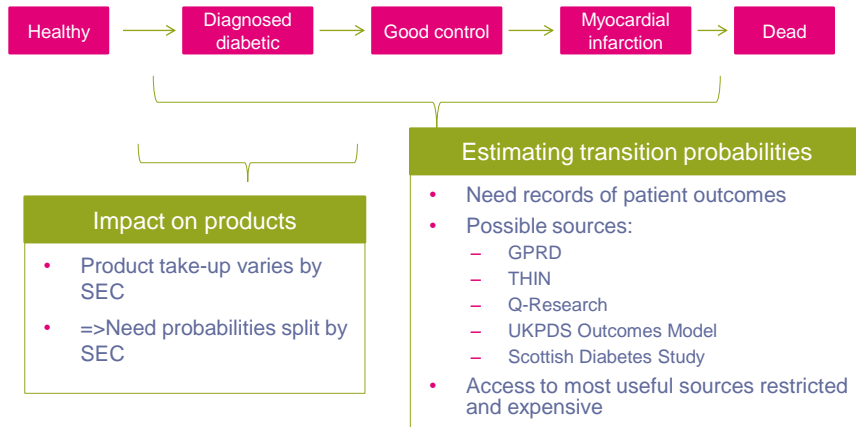 Healthy
Diagnosed
diabetic
Good control
Myocardial
infarction
Dead
Impact on products
• Product take-up varies by
SEC
• =>Need probabilities split by
SEC
Estimating transition probabilities
• Need records of patient outcomes
• Possible sources:
– GPRD
– THIN
– Q-Research
– UKPDS Outcomes Model
– Scottish Diabetes Study
• Access to most useful sources restricted
and expensive